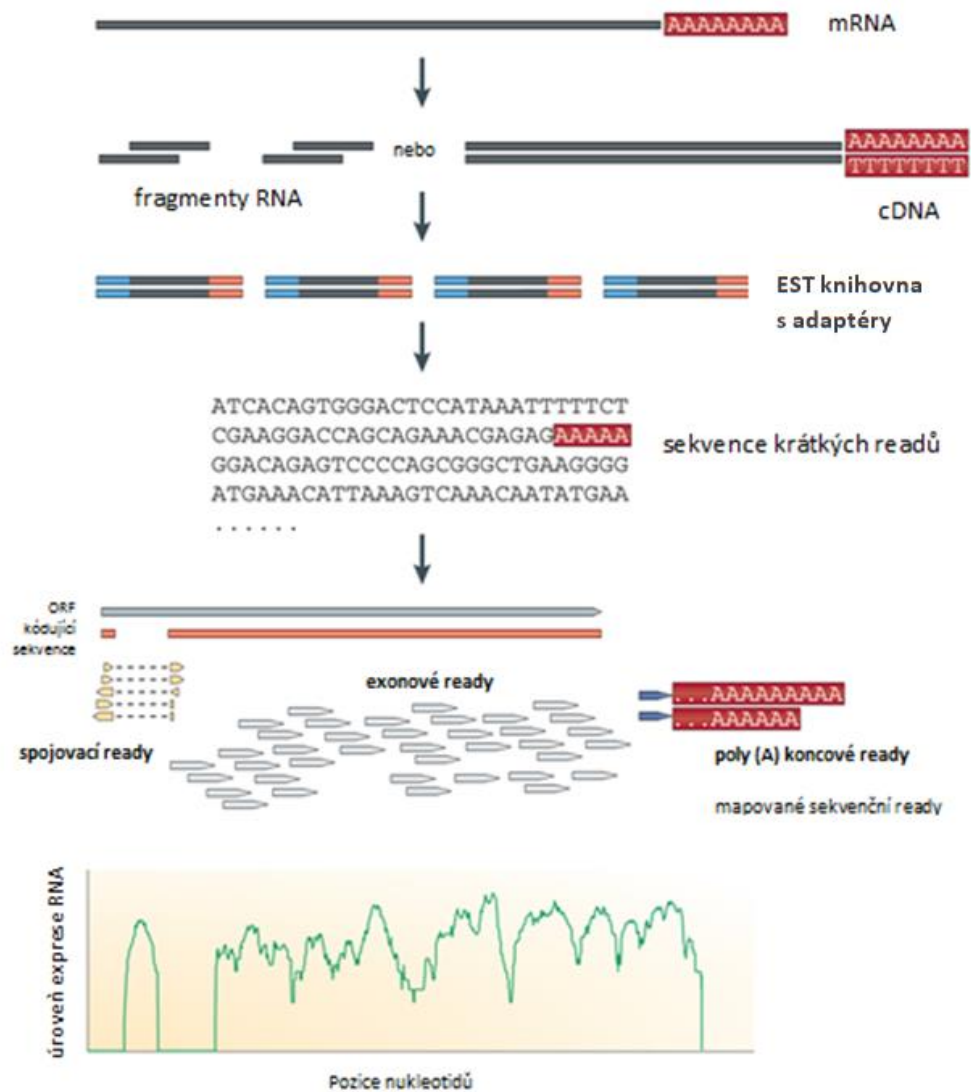 AAAAAAAA mRNA
nebo
AAAAAAAA
TTTTTTTT
fragmenty RNA
cDNA
EST knihovna
s adaptéry
ATCACAGTGGGACTCCATAAATTTTTCT
CGAAGGACCAGCAGAAACGAGAGAAAAA
GGACAGAGTCCCCAGCGGGCTGAAGGGG
ATGAAACATTAAAGTCAAACAATATGAA
. . . . . .
sekvence krátkých readů
ORF
kódující
sekvence
exonové ready
...AAAAAAAAA
...AAAAAA
spojovací ready
poly (A) koncové ready
mapované sekvenční ready
úroveň exprese RNA
Pozice nukleotidů